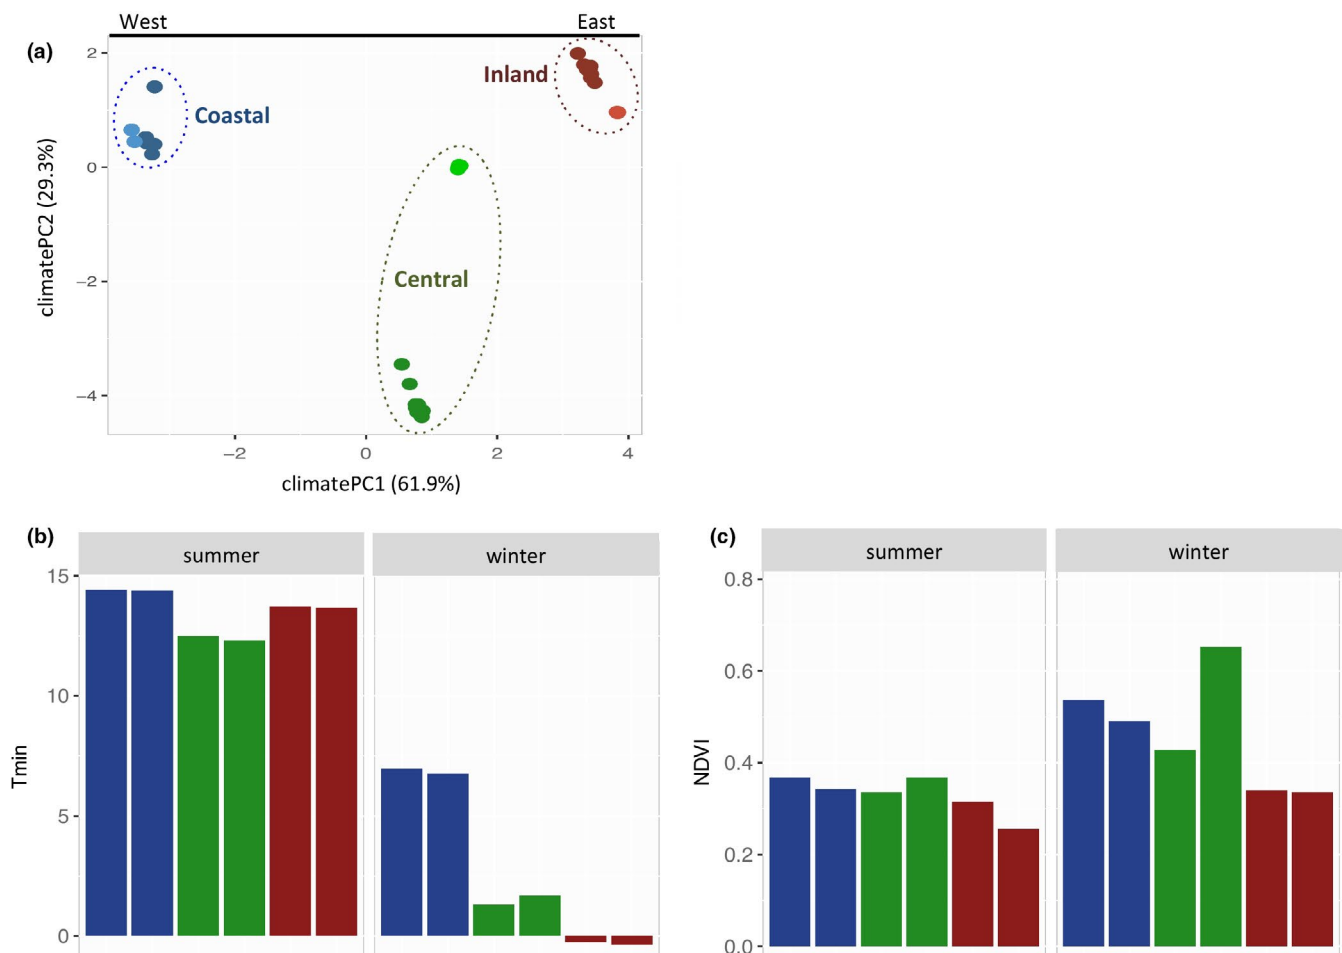 West East
(a)
2
Inland
Coastal
climatePC2 (29.3%)
0
Central
−2
−4
−2 0 2 4
climatePC1 (61.9%)
(b)
summer winter
15
10
Tmin
5
0
(c)
summer winter
0.8
0.6
NDVI
0.4
0.2
0.0